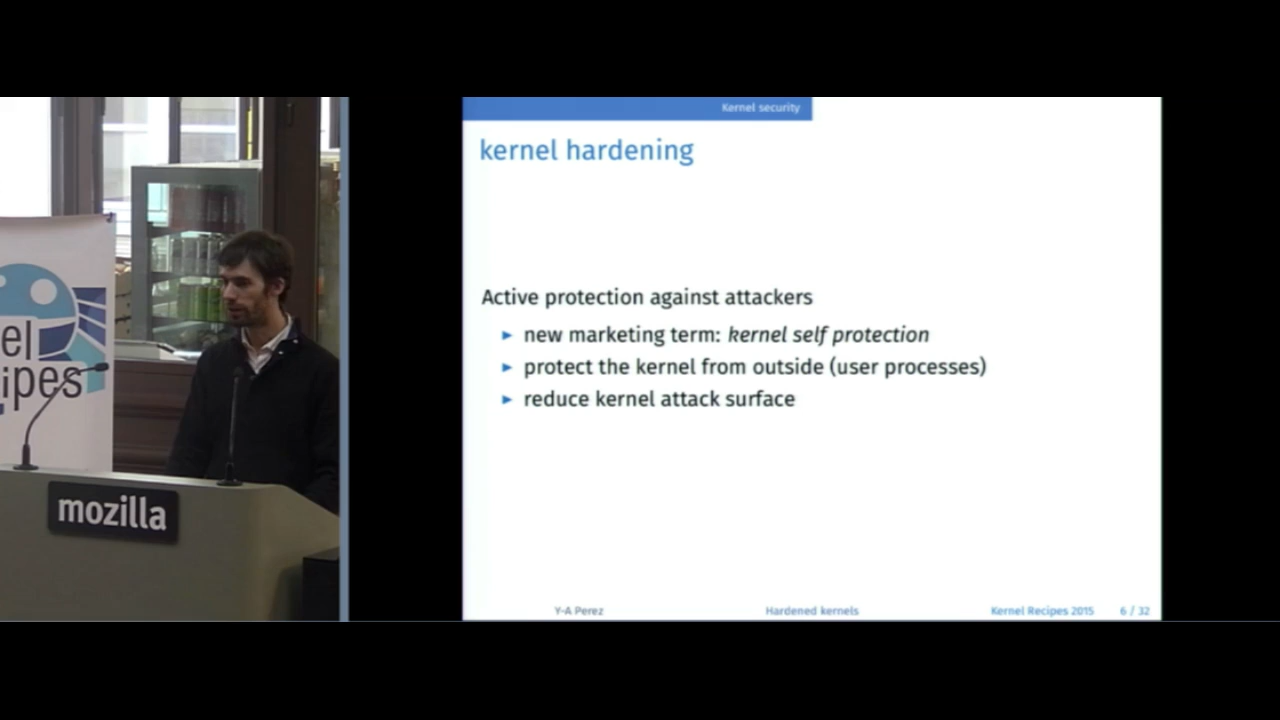 el
ipes
mozilla
Kernel security
kernel hardening
Active protection against attackers
new marketing term: kernel self protection
protect the kernel from outside (user processes)
reduce kernel attack surface
Y-A Perez Hardened kernels Kernel Recipes 2015 6 / 32